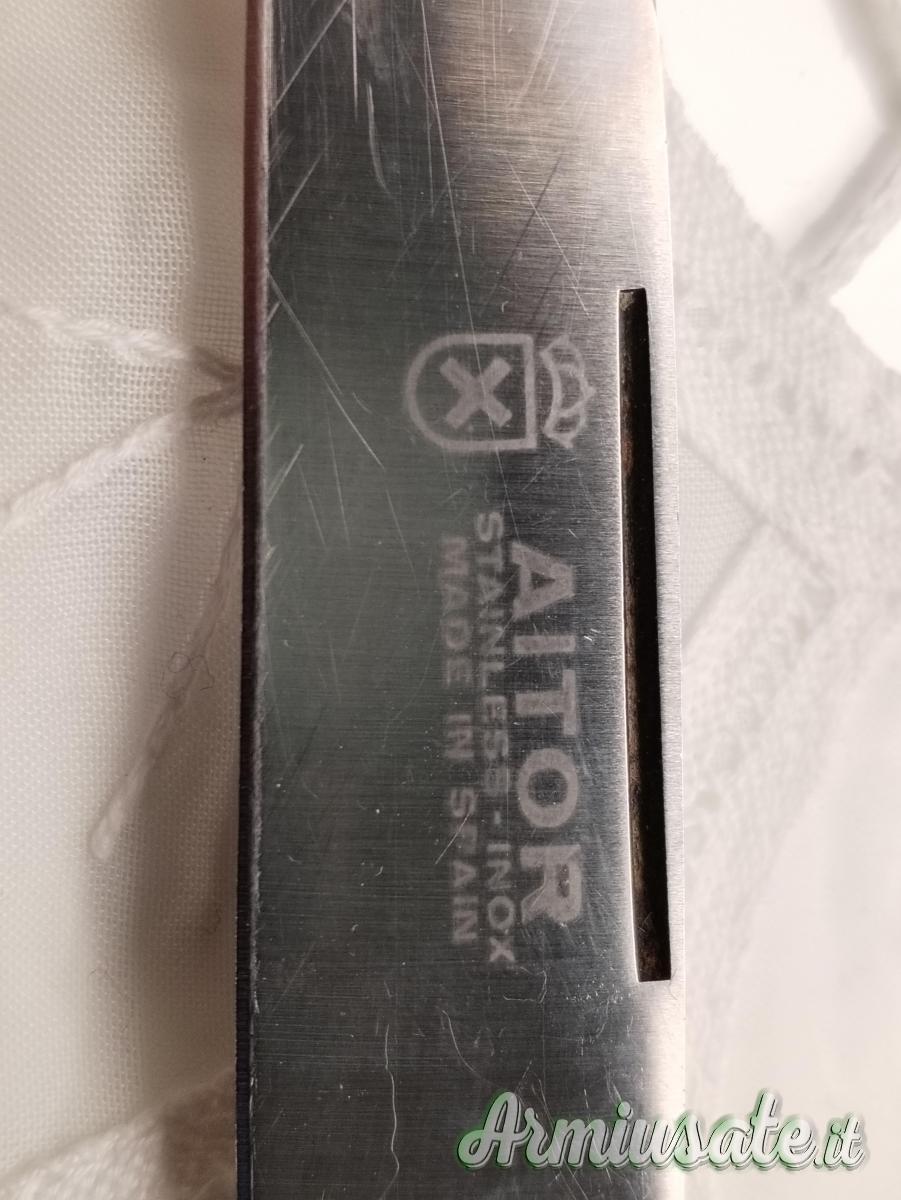 AITOR
STAINLESS-INOX
MADE IN SPAIN
Armiusate.it